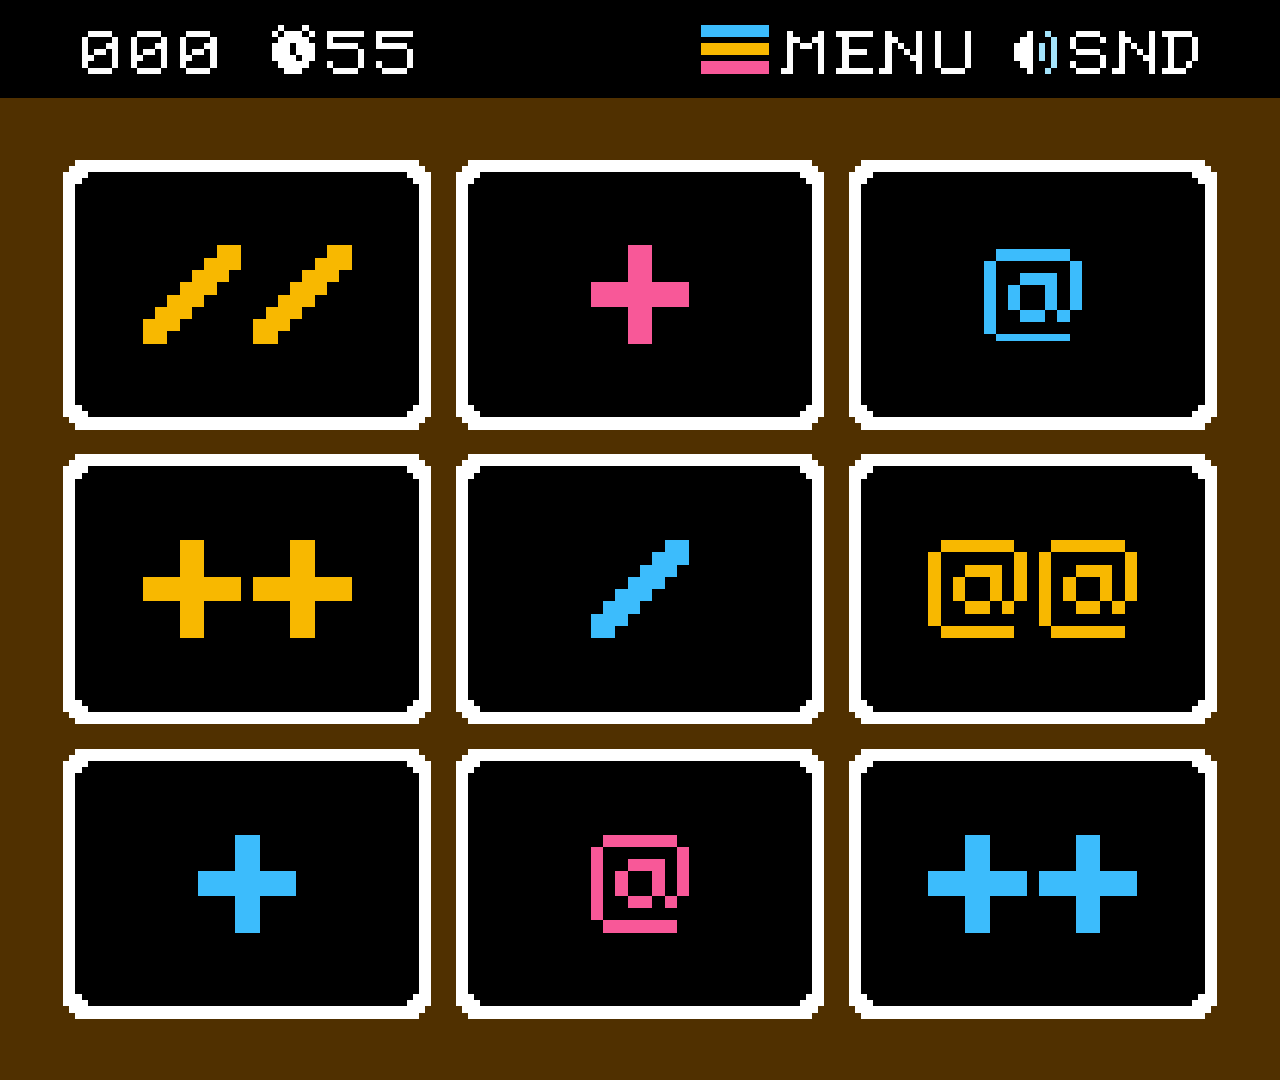 000 55 MENU SND
// + @
++ / @@
+ @ ++